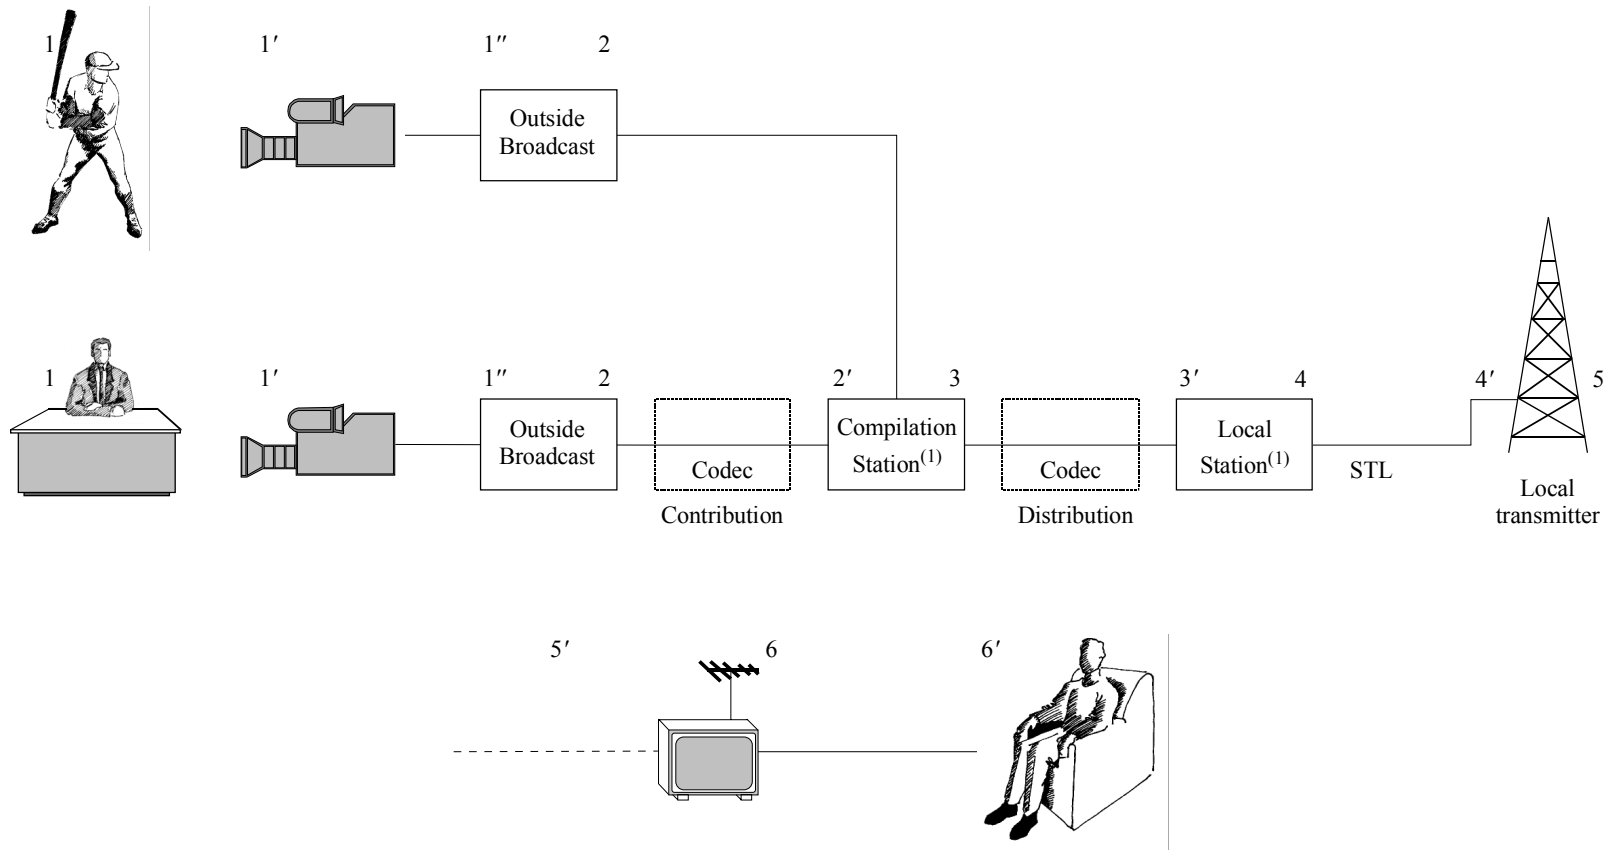 1 1′ 1″ 2
Outside
Broadcast
1 1′ 1″ 2 2′ 3 3′ 4 4′ 5
Outside
Broadcast
Codec
Contribution
Compilation
Station(1)
Codec
Distribution
Local
Station(1)
STL
Local
transmitter
5′ 6 6′